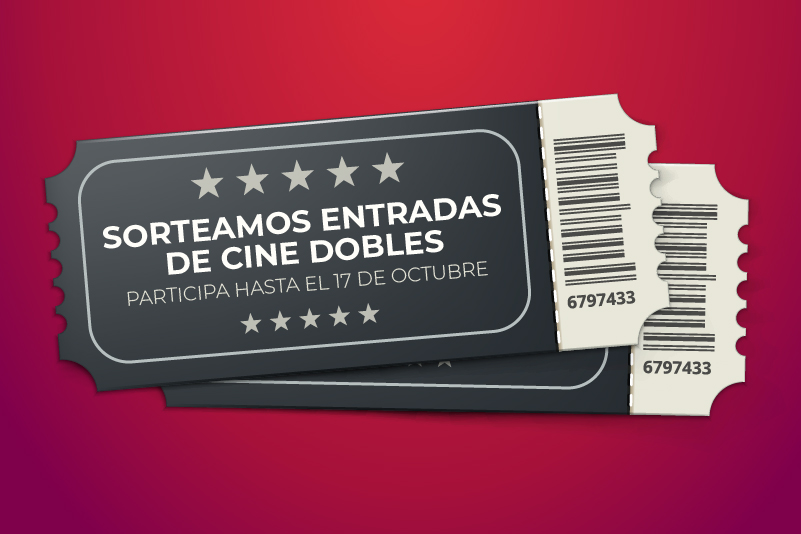 SORTEAMOS ENTRADAS
DE CINE DOBLES
PARTICIPA HASTA EL 17 DE OCTUBRE
6797433
6797433